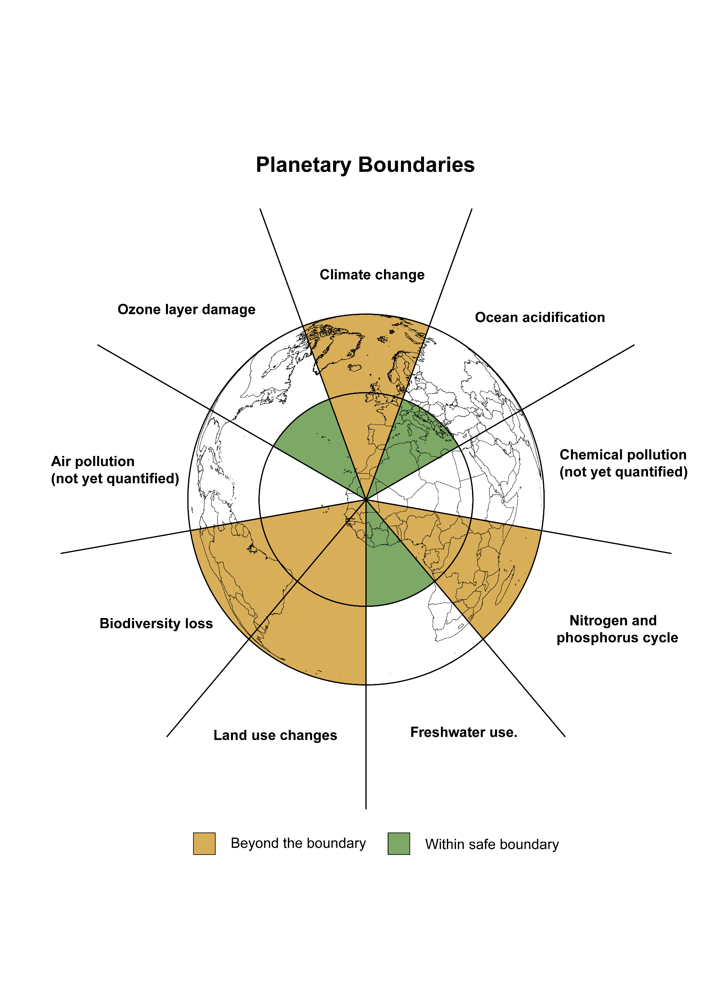 Planetary Boundaries
Climate change
Ozone layer damage
Ocean acidification
Air pollution
(not yet quantified)
Chemical pollution
(not yet quantified)
Biodiversity loss
Nitrogen and
phosphorus cycle
Land use changes
Freshwater use.
Beyond the boundary
Within safe boundary